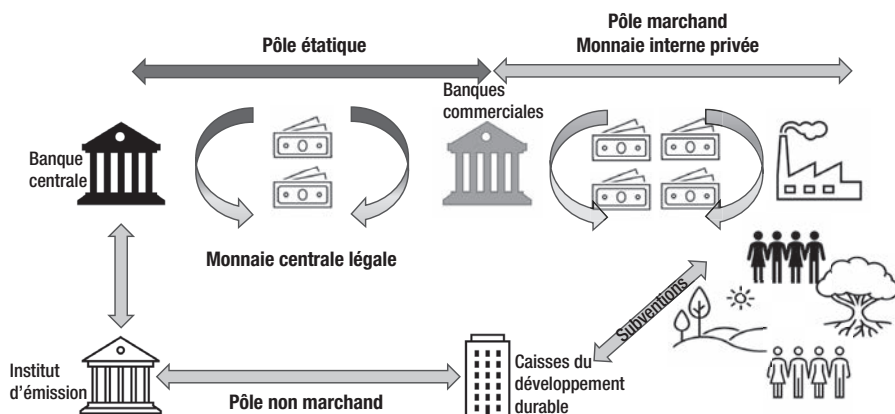 Pôle étatique
Pôle marchand
Monnaie interne privée
Banques
commerciales
Banque
centrale
Monnaie centrale légale
Subventions
Institut
d’émission
Caisses du
développement
durable
Pôle non marchand